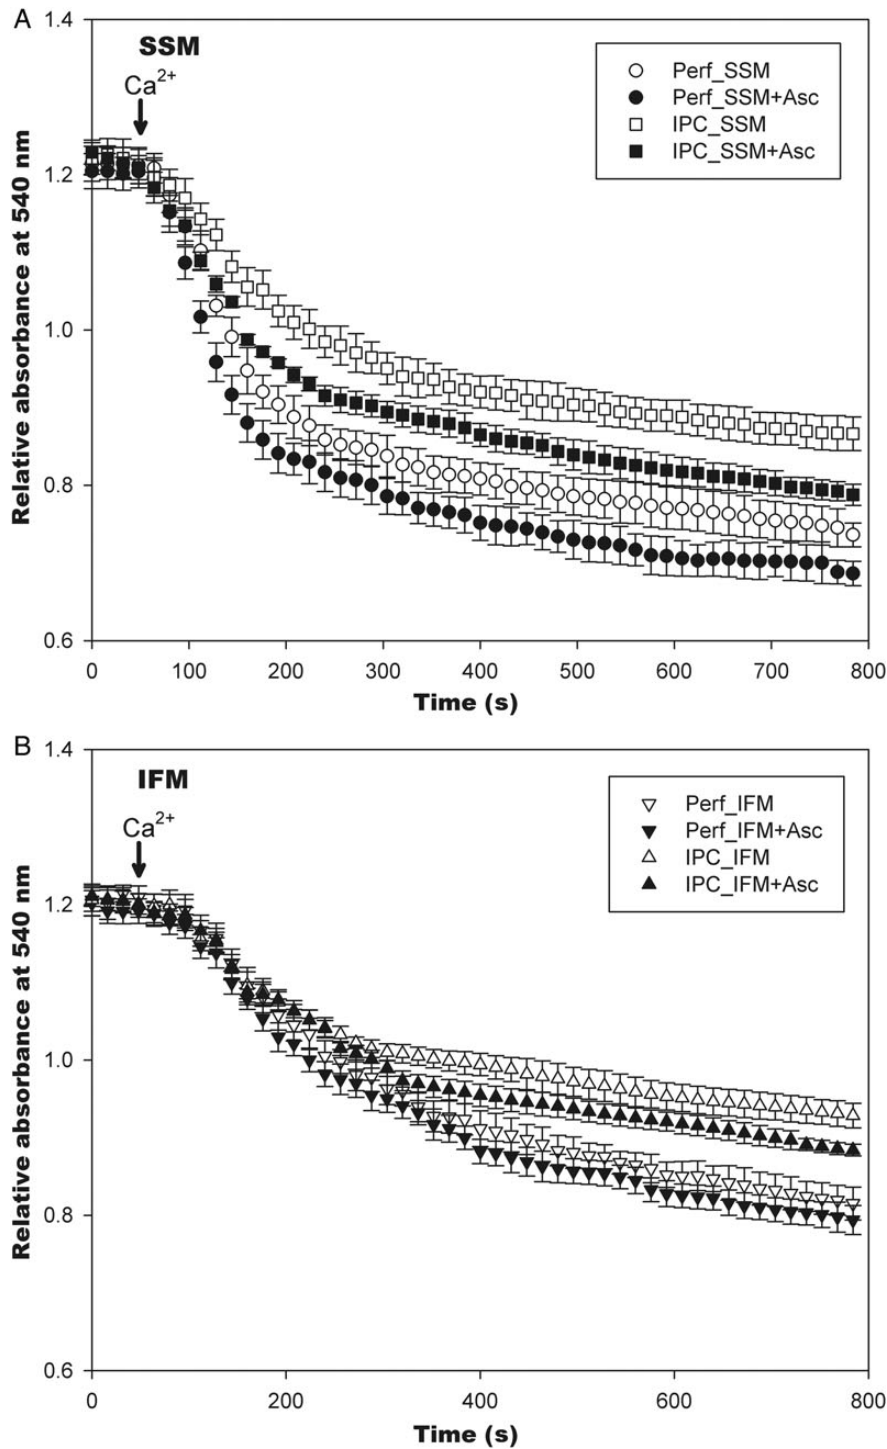 A
SSM
Ca2+
Perf_SSM
Perf_SSM+Asc
IPC_SSM
IPC_SSM+Asc
Relative absorbance at 540 nm
1.4
1.2
1.0
0.8
0.6
0 100 200 300 400 500 600 700 800
Time (s)
B
IFM
Ca2+
Perf_IFM
Perf_IFM+Asc
IPC_IFM
IPC_IFM+Asc
Relative absorbance at 540 nm
1.4
1.2
1.0
0.8
0.6
0 200 400 600 800
Time (s)